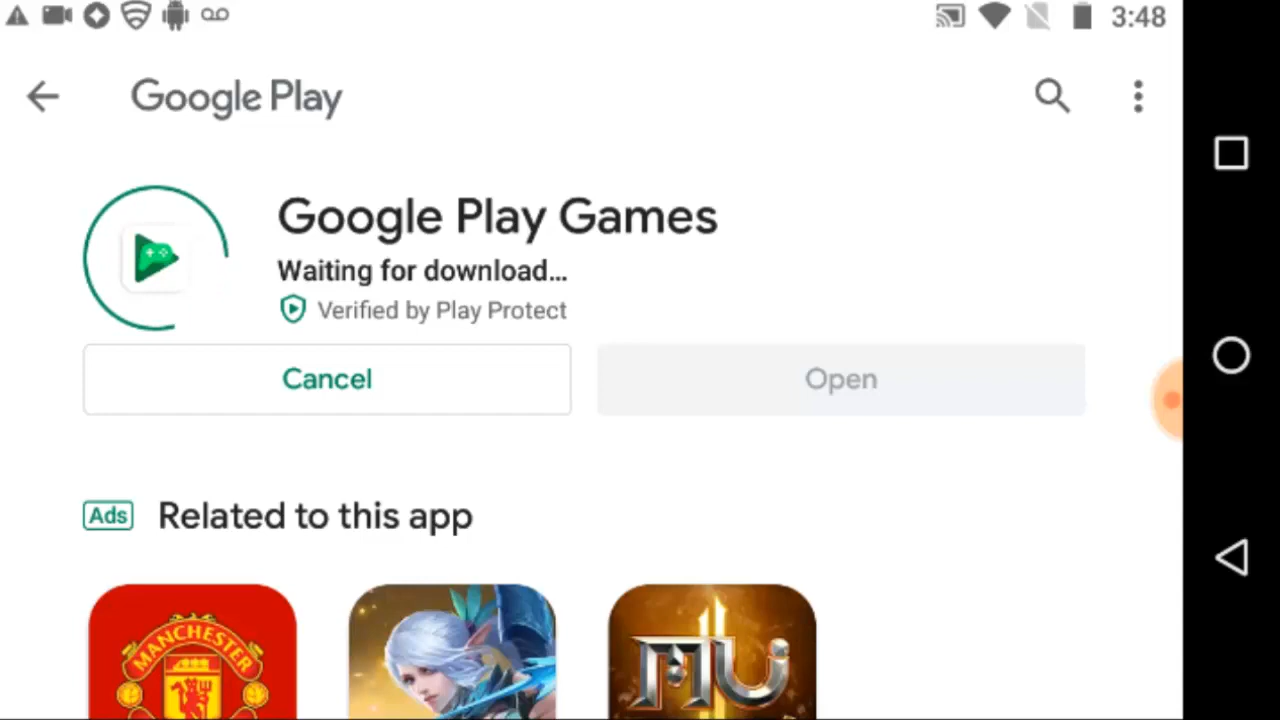 3:48
Google Play
Google Play Games
Waiting for download...
Verified by Play Protect
Cancel
Open
Ads
Related to this app
MANCHESTER
MU